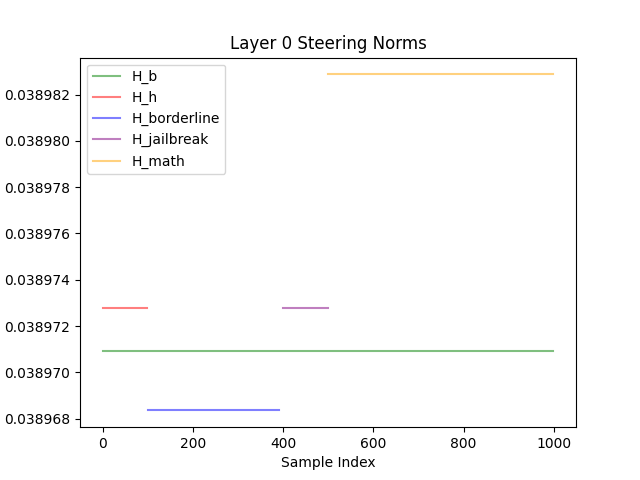 Layer 0 Steering Norms
H_b
H_h
H_borderline
H_jailbreak
H_math
0.038982
0.038980
0.038978
0.038976
0.038974
0.038972
0.038970
0.038968
0 200 400 600 800 1000
Sample Index